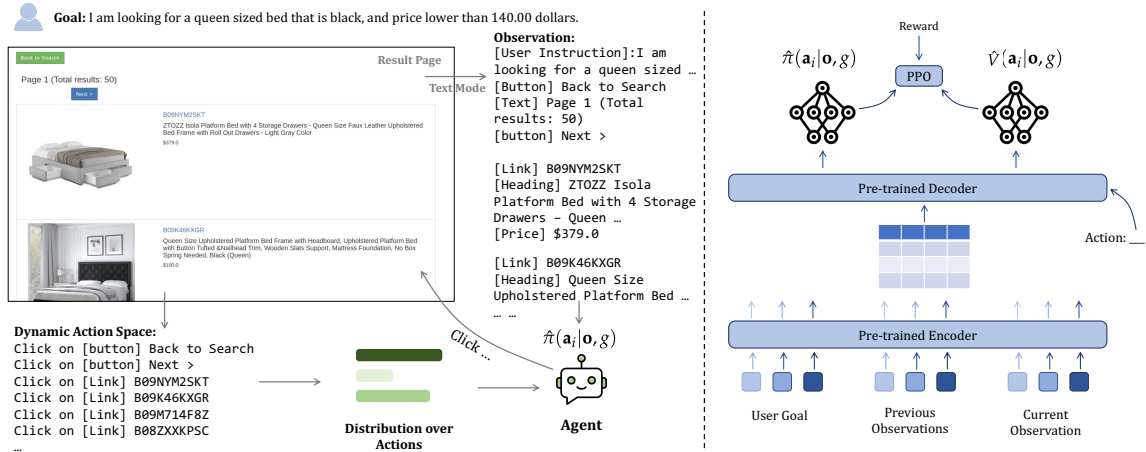 Goal: I am looking for a queen sized bed that is black, and price lower than 140.00 dollars.
Back to Search
Result Page
Page 1 (Total results: 50)
Next >
Text Mode
B09NYM2SKT
ZTOZZ Isola Platform Bed with 4 Storage Drawers - Queen Size Faux Leather Upholstered
Bed Frame with Roll Out Drawers - Light Gray Color
$379.0
B09K46KXGR
Queen Size Upholstered Platform Bed Frame with Headboard, Upholstered Platform Bed
with Button Tufted &Nailhead Trim, Wooden Slats Support, Mattress Foundation, No Box
Spring Needed, Black (Queen)
$100.0
Observation:
[User Instruction]:I am
looking for a queen sized …
[Button] Back to Search
[Text] Page 1 (Total
results: 50)
[button] Next >
[Link] B09NYM2SKT
[Heading] ZTOZZ Isola
Platform Bed with 4 Storage
Drawers – Queen …
[Price] $379.0
[Link] B09K46KXGR
[Heading] Queen Size
Upholstered Platform Bed …
… …
Dynamic Action Space:
Click on [button] Back to Search
Click on [button] Next >
Click on [Link] B09NYM2SKT
Click on [Link] B09K46KXGR
Click on [Link] B09M714F8Z
Click on [Link] B08ZXXKPSC
…
Distribution over
Actions
Click …
π̂(aᵢ|o, g)
Agent
Reward
π̂(aᵢ|o, g)
PPO
V̂(aᵢ|o, g)
Pre-trained Decoder
Action: __
Pre-trained Encoder
User Goal
Previous
Observations
Current
Observation